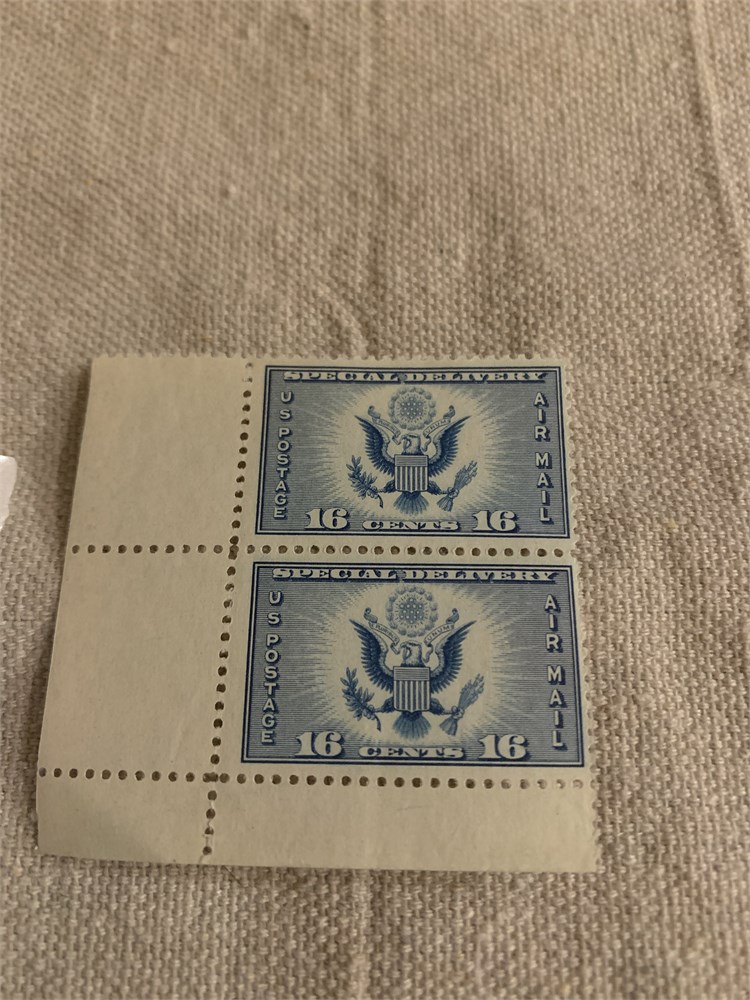 SPECIAL DELIVERY
US POSTAGE
AIR MAIL
16 CENTS 16
SPECIAL DELIVERY
US POSTAGE
AIR MAIL
16 CENTS 16